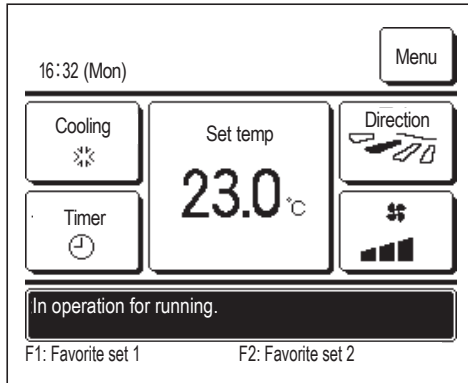 16:32 (Mon)
Menu
Cooling
Set temp
Direction
23.0 °C
Timer
In operation for running.
F1: Favorite set 1
F2: Favorite set 2